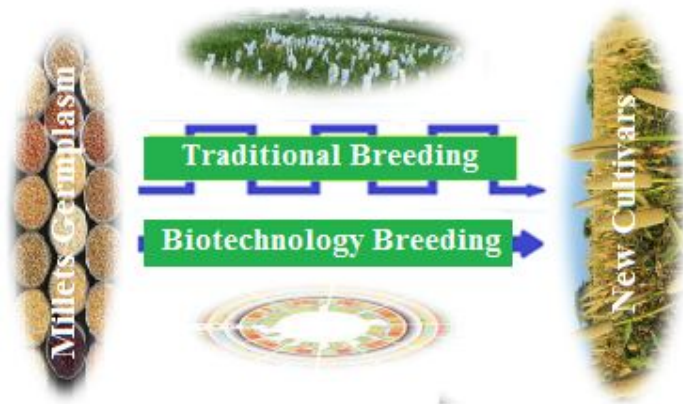 Millets Germplasm
Traditional Breeding
Biotechnology Breeding
New Cultivars